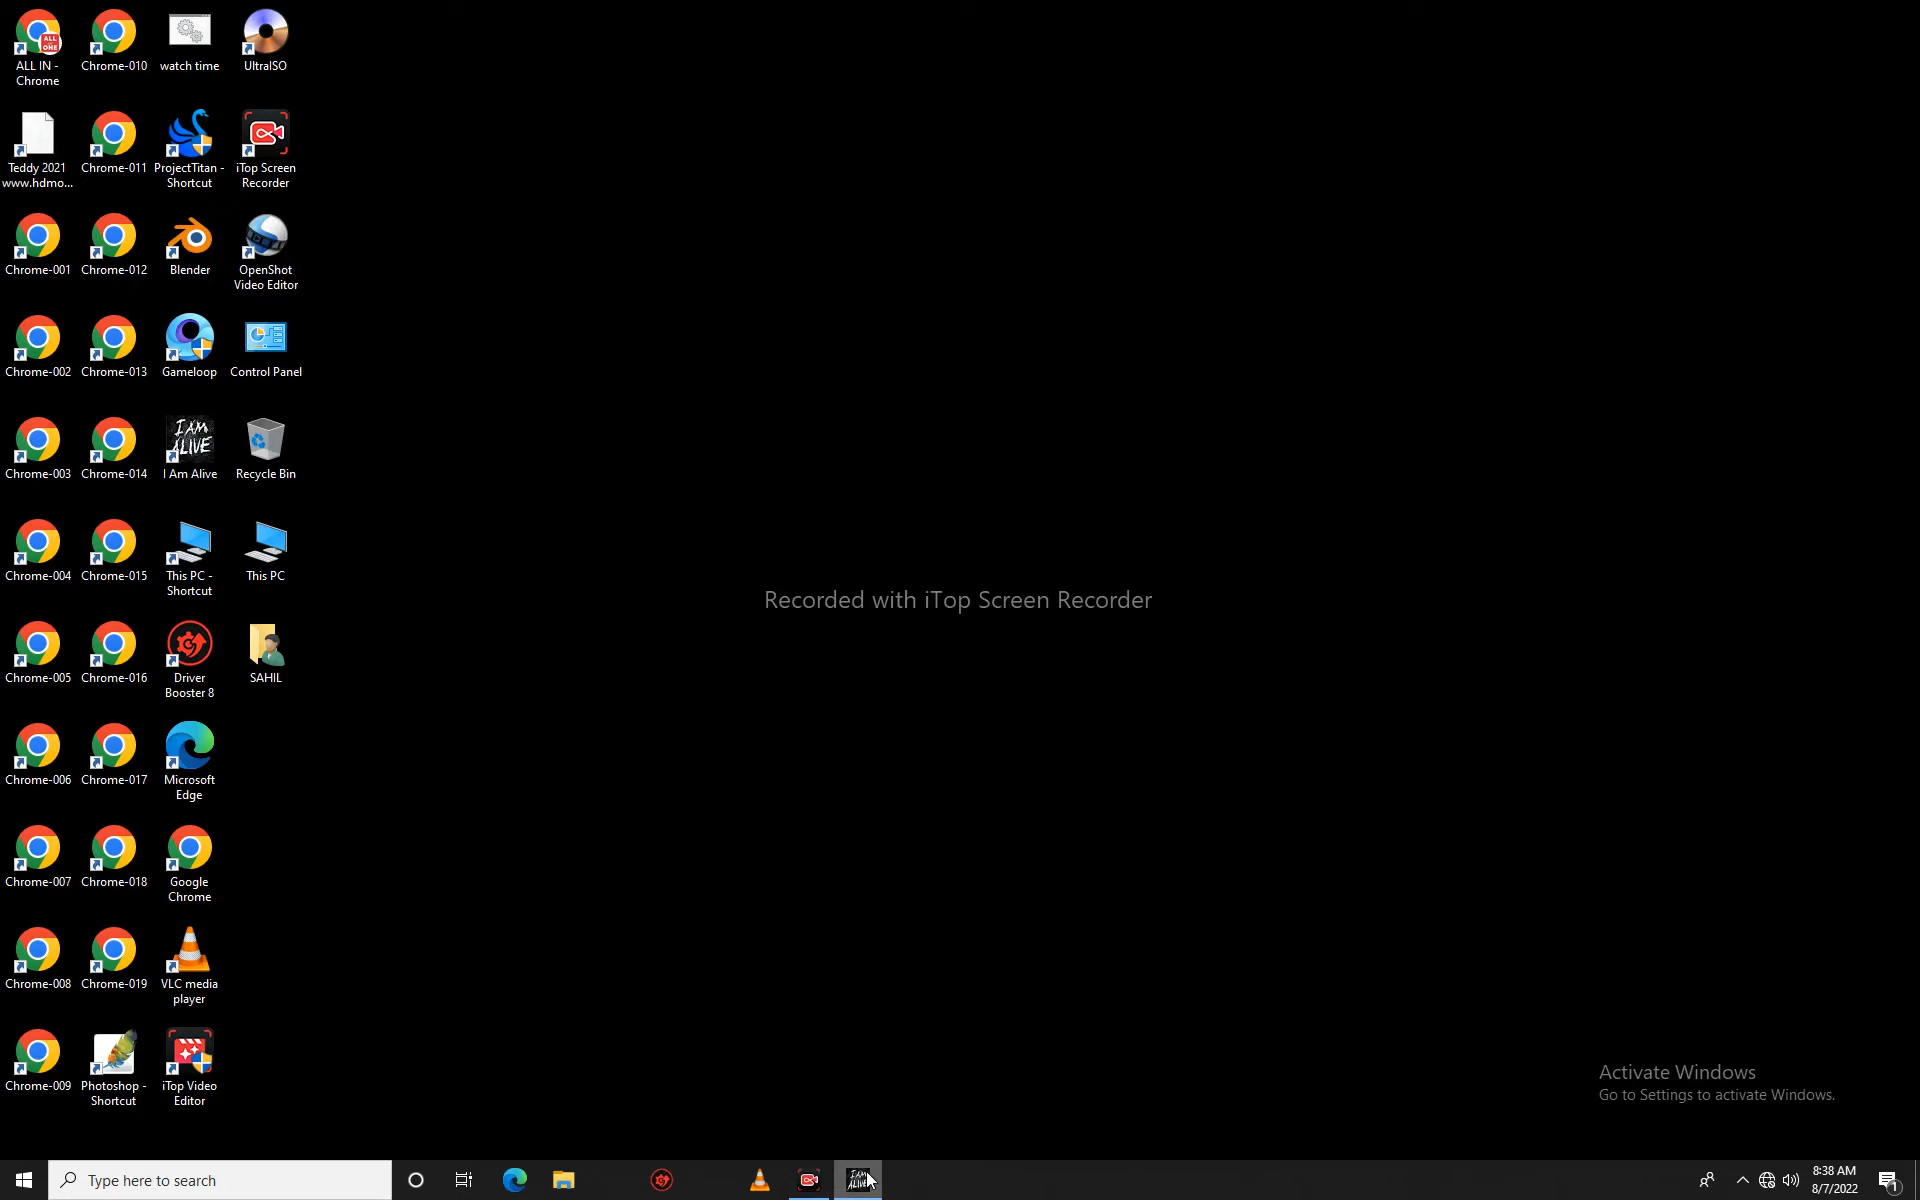 ALL IN -
Chrome
Chrome-010
watch time
UltraISO
Teddy 2021
www.hdmo...
Chrome-011
ProjectTitan -
Shortcut
iTop Screen
Recorder
Chrome-001
Chrome-012
Blender
OpenShot
Video Editor
Chrome-002
Chrome-013
Gameloop
Control Panel
I AM
ALIVE
Chrome-003
Chrome-014
I Am Alive
Recycle Bin
Chrome-004
Chrome-015
This PC -
Shortcut
This PC
Recorded with iTop Screen Recorder
Chrome-005
Chrome-016
Driver
Booster 8
SAHIL
Chrome-006
Chrome-017
Microsoft
Edge
Chrome-007
Chrome-018
Google
Chrome
Chrome-008
Chrome-019
VLC media
player
Chrome-009
Photoshop -
Shortcut
iTop Video
Editor
Activate Windows
Go to Settings to activate Windows.
Type here to search
I AM
ALIVE
8:38 AM
8/7/2022
1